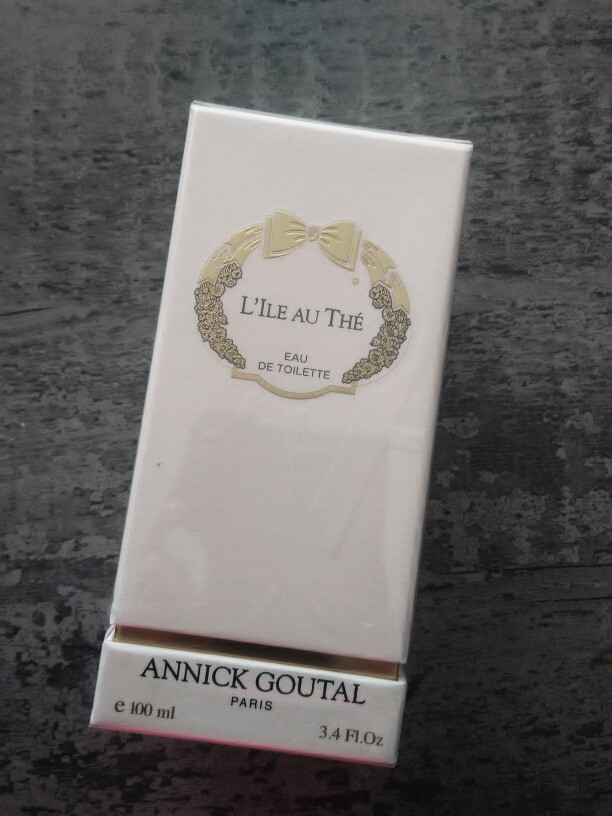 L'ILE AU THÉ
EAU
DE TOILETTE
ANNICK GOUTAL
PARIS
e 100 ml
3.4 Fl.Oz